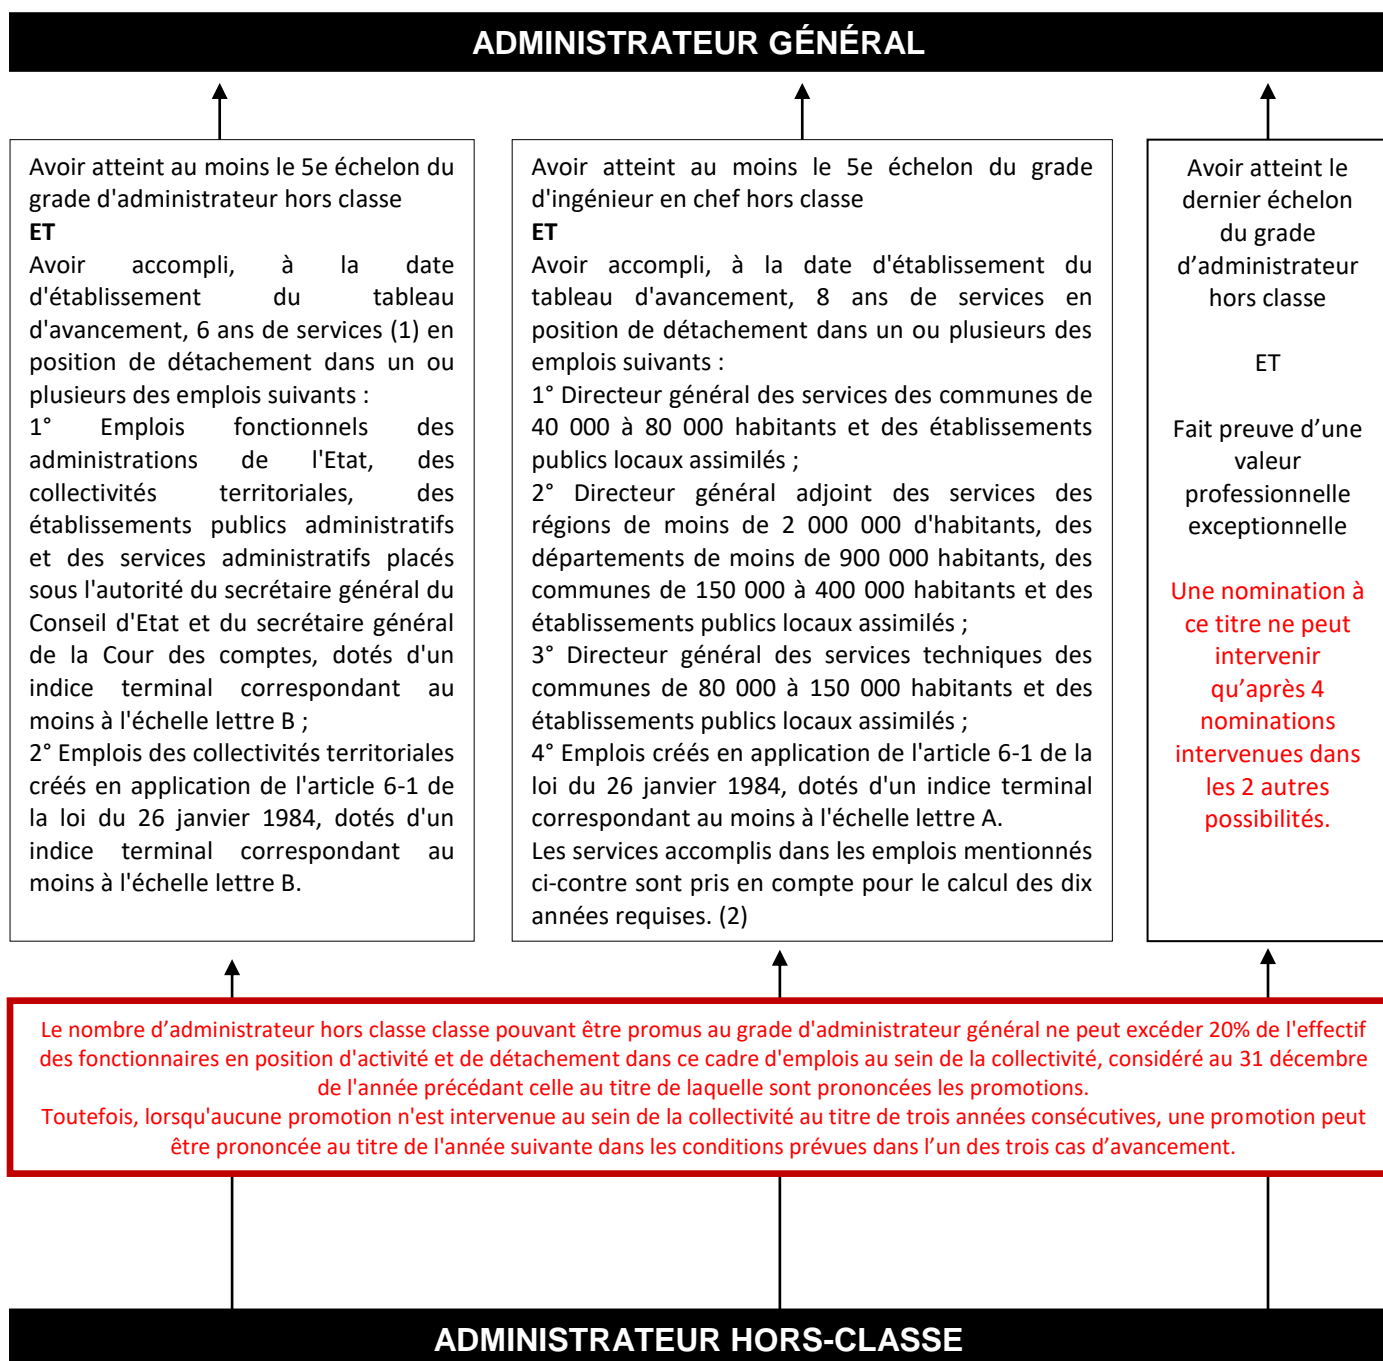 ADMINISTRATEUR GÉNÉRAL
Avoir atteint au moins le 5e échelon du
grade d'administrateur hors classe
ET
Avoir accompli, à la date
d'établissement du tableau
d'avancement, 6 ans de services (1) en
position de détachement dans un ou
plusieurs des emplois suivants :
1° Emplois fonctionnels des
administrations de l'Etat, des
collectivités territoriales, des
établissements publics administratifs
et des services administratifs placés
sous l'autorité du secrétaire général du
Conseil d'Etat et du secrétaire général
de la Cour des comptes, dotés d'un
indice terminal correspondant au
moins à l'échelle lettre B ;
2° Emplois des collectivités territoriales
créés en application de l'article 6-1 de
la loi du 26 janvier 1984, dotés d'un
indice terminal correspondant au
moins à l'échelle lettre B.
Avoir atteint au moins le 5e échelon du grade
d'ingénieur en chef hors classe
ET
Avoir accompli, à la date d'établissement du
tableau d'avancement, 8 ans de services en
position de détachement dans un ou plusieurs des
emplois suivants :
1° Directeur général des services des communes de
40 000 à 80 000 habitants et des établissements
publics locaux assimilés ;
2° Directeur général adjoint des services des
régions de moins de 2 000 000 d'habitants, des
départements de moins de 900 000 habitants, des
communes de 150 000 à 400 000 habitants et des
établissements publics locaux assimilés ;
3° Directeur général des services techniques des
communes de 80 000 à 150 000 habitants et des
établissements publics locaux assimilés ;
4° Emplois créés en application de l'article 6-1 de la
loi du 26 janvier 1984, dotés d'un indice terminal
correspondant au moins à l'échelle lettre A.
Les services accomplis dans les emplois mentionnés
ci-contre sont pris en compte pour le calcul des dix
années requises. (2)
Avoir atteint le
dernier échelon
du grade
d’administrateur
hors classe
ET
Fait preuve d’une
valeur
professionnelle
exceptionnelle
Une nomination à
ce titre ne peut
intervenir
qu’après 4
nominations
intervenues dans
les 2 autres
possibilités.
Le nombre d’administrateur hors classe classe pouvant être promus au grade d'administrateur général ne peut excéder 20% de l'effectif
des fonctionnaires en position d'activité et de détachement dans ce cadre d'emplois au sein de la collectivité, considéré au 31 décembre
de l'année précédant celle au titre de laquelle sont prononcées les promotions.
Toutefois, lorsqu'aucune promotion n'est intervenue au sein de la collectivité au titre de trois années consécutives, une promotion peut
être prononcée au titre de l'année suivante dans les conditions prévues dans l’un des trois cas d’avancement.
ADMINISTRATEUR HORS-CLASSE